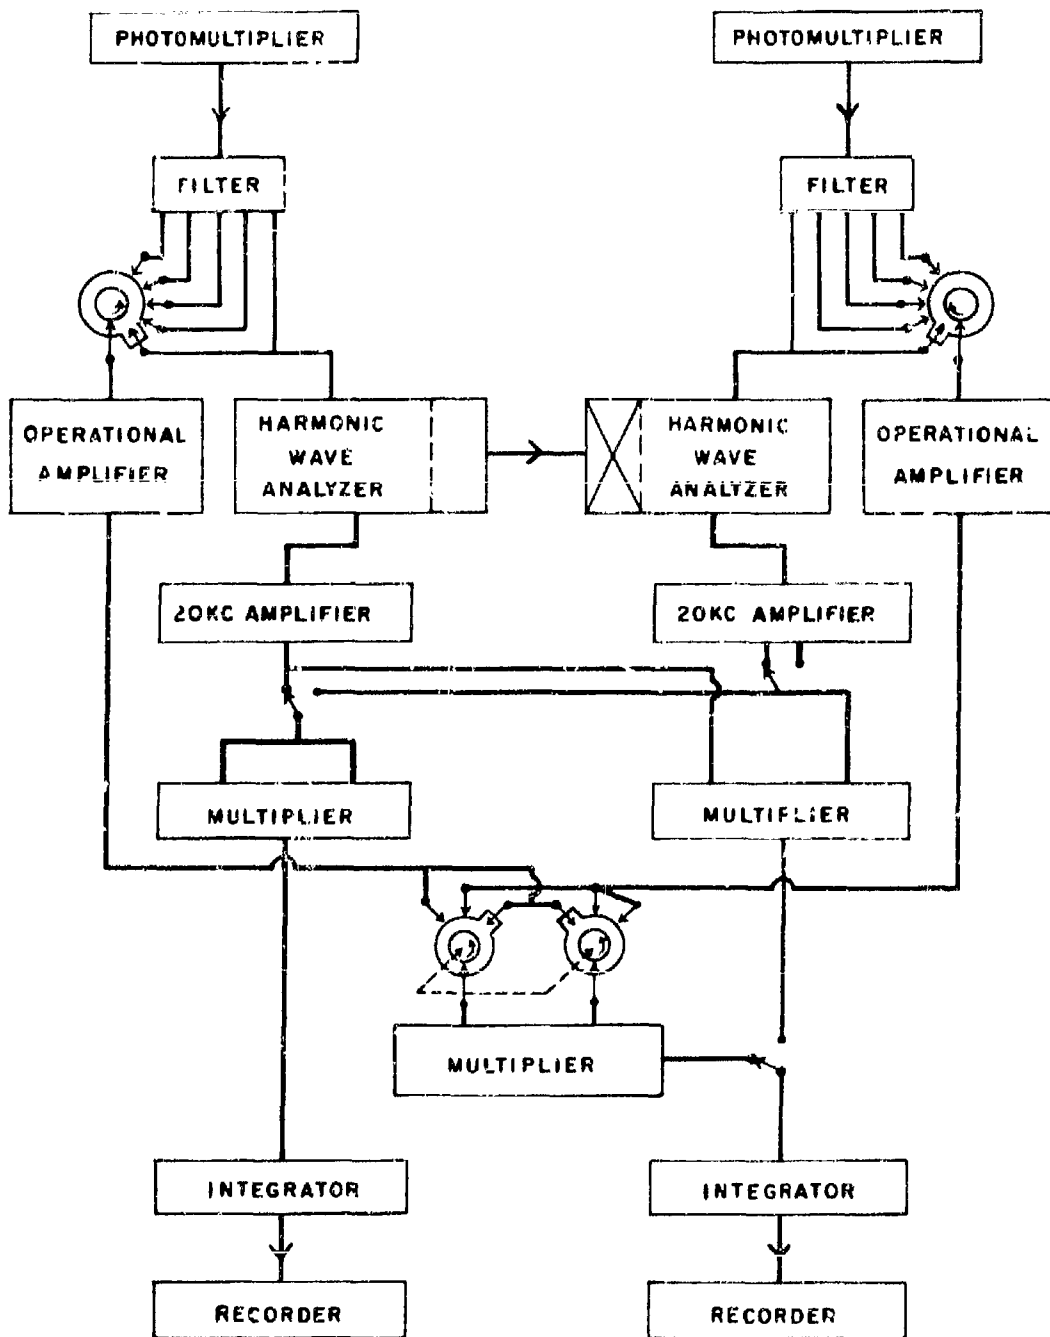 PHOTOMULTIPLIER
PHOTOMULTIPLIER
FILTER
FILTER
OPERATIONAL
AMPLIFIER
HARMONIC
WAVE
ANALYZER
HARMONIC
WAVE
ANALYZER
OPERATIONAL
AMPLIFIER
20KC AMPLIFIER
20KC AMPLIFIER
MULTIPLIER
MULTIPLIER
MULTIPLIER
INTEGRATOR
INTEGRATOR
RECORDER
RECORDER